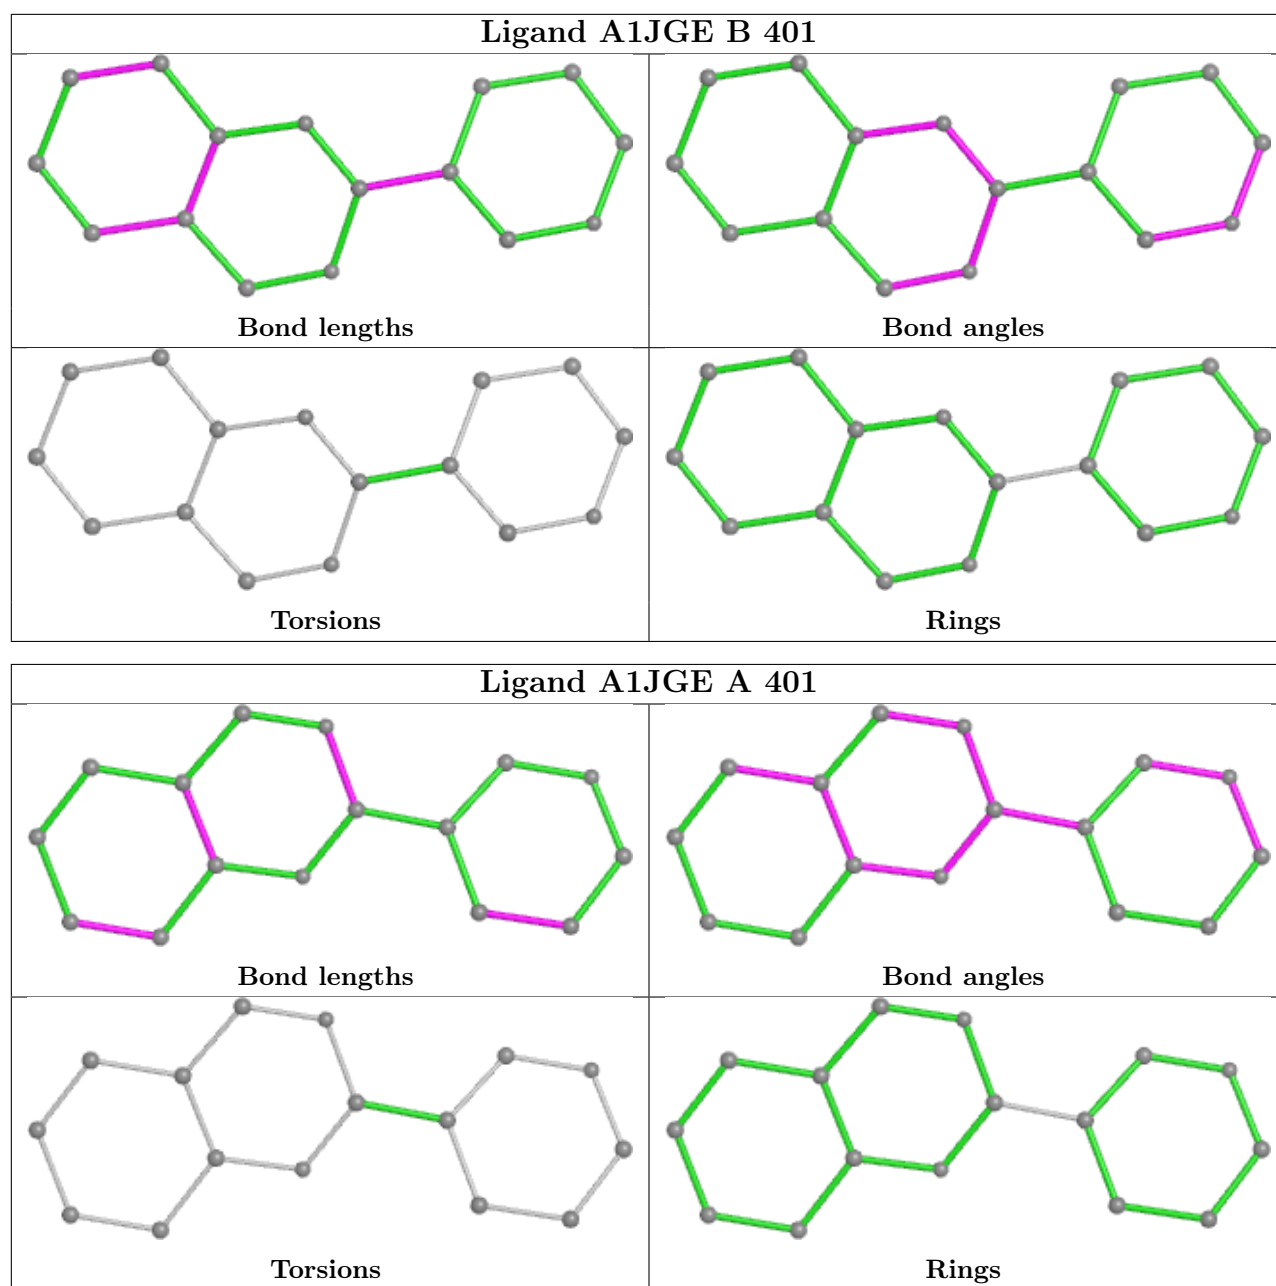 Ligand A1JGE B 401
Bond lengths
Bond angles
Torsions
Rings
Ligand A1JGE A 401
Bond lengths
Bond angles
Torsions
Rings